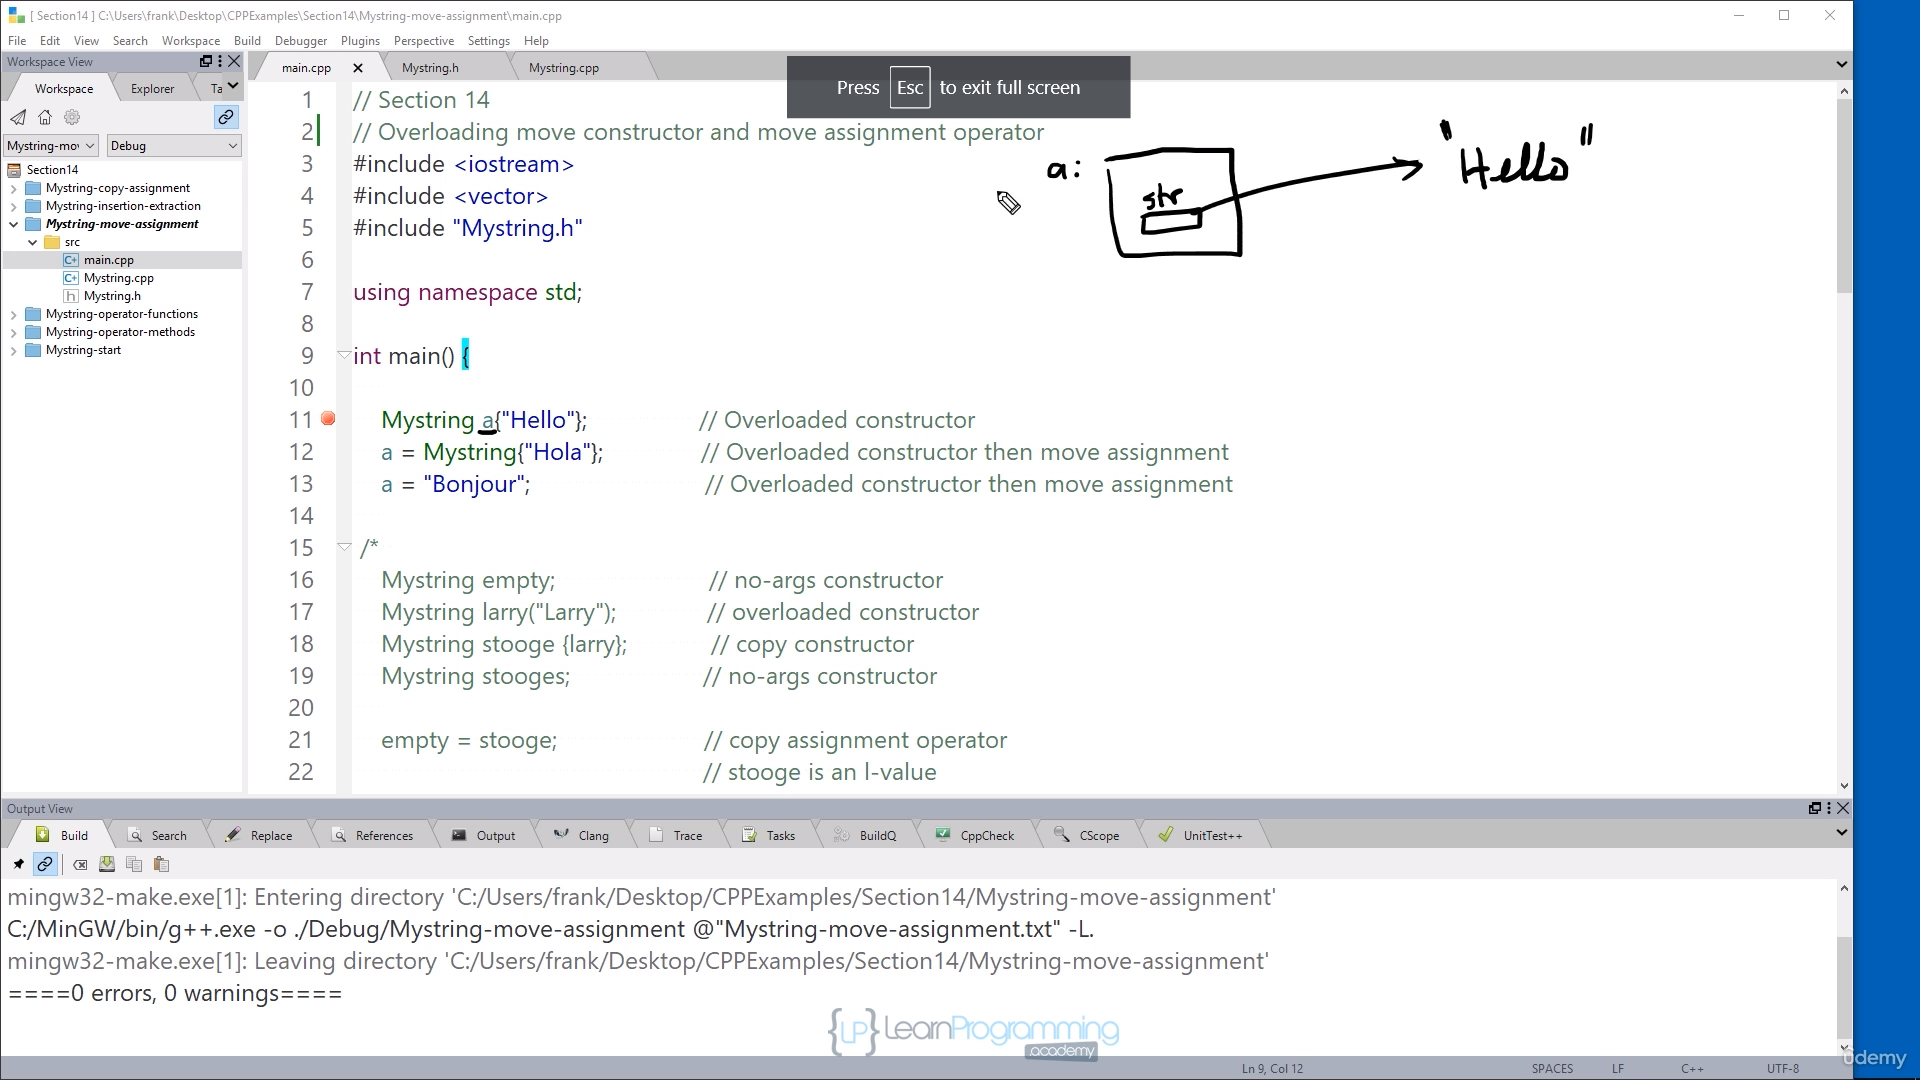 [ Section14 ] C:\Users\frank\Desktop\CPPExamples\Section14\Mystring-move-assignment\main.cpp
File Edit View Search Workspace Build Debugger Plugins Perspective Settings Help
Workspace View
Workspace Explorer Ta
Mystring-mov Debug
Section14
Mystring-copy-assignment
Mystring-insertion-extraction
Mystring-move-assignment
src
main.cpp
Mystring.cpp
Mystring.h
Mystring-operator-functions
Mystring-operator-methods
Mystring-start
main.cpp Mystring.h Mystring.cpp
Press Esc to exit full screen
1 // Section 14
2 // Overloading move constructor and move assignment operator
3 #include <iostream>
4 #include <vector>
5 #include "Mystring.h"
6
7 using namespace std;
8
9 int main() {
10
11 Mystring a{"Hello"}; // Overloaded constructor
12 a = Mystring{"Hola"}; // Overloaded constructor then move assignment
13 a = "Bonjour"; // Overloaded constructor then move assignment
14
15 /*
16 Mystring empty; // no-args constructor
17 Mystring larry("Larry"); // overloaded constructor
18 Mystring stooge {larry}; // copy constructor
19 Mystring stooges; // no-args constructor
20
21 empty = stooge; // copy assignment operator
22 // stooge is an l-value
a:
str
"Hello"
Output View
Build Search Replace References Output Clang Trace Tasks BuildQ CppCheck CScope UnitTest++
mingw32-make.exe[1]: Entering directory 'C:/Users/frank/Desktop/CPPExamples/Section14/Mystring-move-assignment'
C:/MinGW/bin/g++.exe -o ./Debug/Mystring-move-assignment @"Mystring-move-assignment.txt" -L.
mingw32-make.exe[1]: Leaving directory 'C:/Users/frank/Desktop/CPPExamples/Section14/Mystring-move-assignment'
====0 errors, 0 warnings====
{LP} LearnProgramming
.academy
Ln 9, Col 12 SPACES LF C++ UTF-8
ûdemy